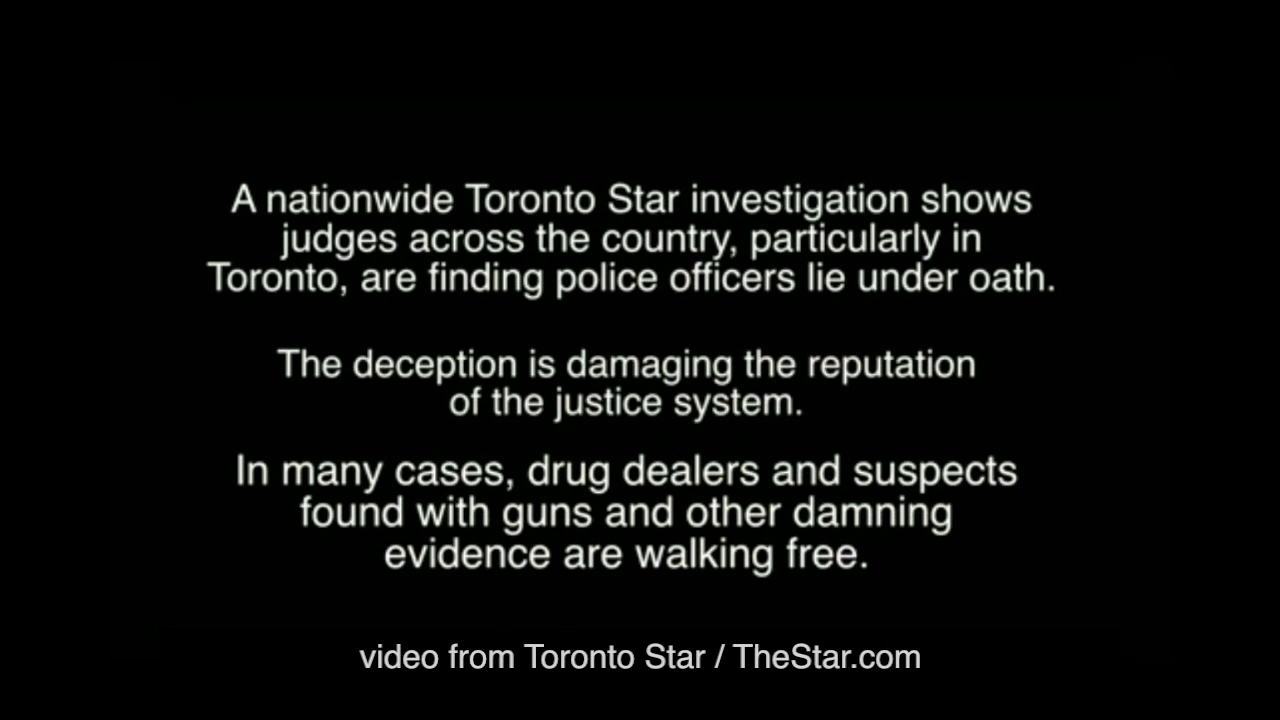 A nationwide Toronto Star investigation shows
judges across the country, particularly in
Toronto, are finding police officers lie under oath.
The deception is damaging the reputation
of the justice system.
In many cases, drug dealers and suspects
found with guns and other damning
evidence are walking free.
video from Toronto Star / TheStar.com